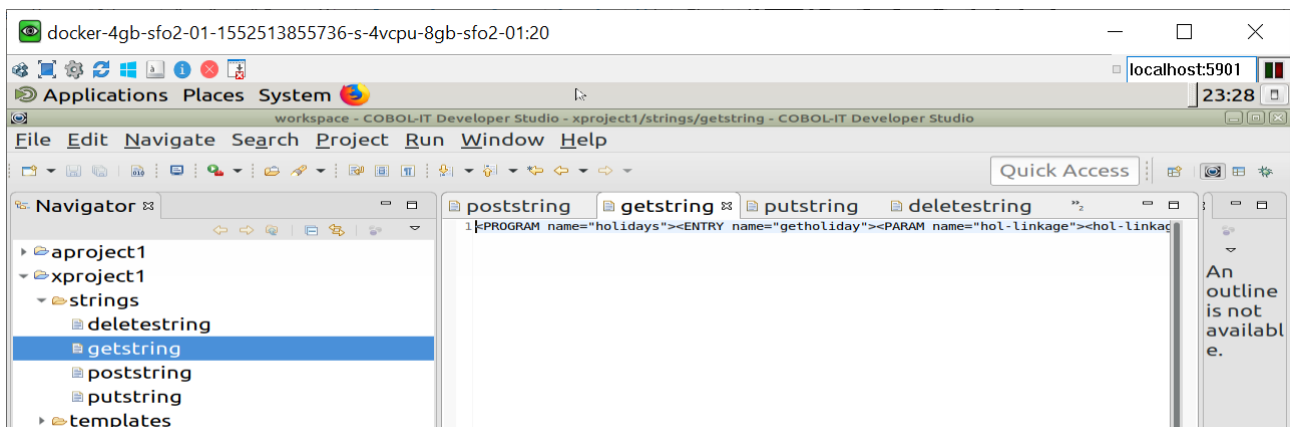 docker-4gb-sfo2-01-1552513855736-s-4vcpu-8gb-sfo2-01:20
localhost:5901
Applications Places System
23:28
workspace - COBOL-IT Developer Studio - xproject1/strings/getstring - COBOL-IT Developer Studio
File Edit Navigate Search Project Run Window Help
Quick Access
Navigator
poststring getstring putstring deletestring »2
1 <PROGRAM name="holidays"><ENTRY name="getholiday"><PARAM name="hol-linkage"><hol-linkag
aproject1
xproject1
strings
deletestring
getstring
poststring
putstring
templates
An
outline
is not
availabl
e.